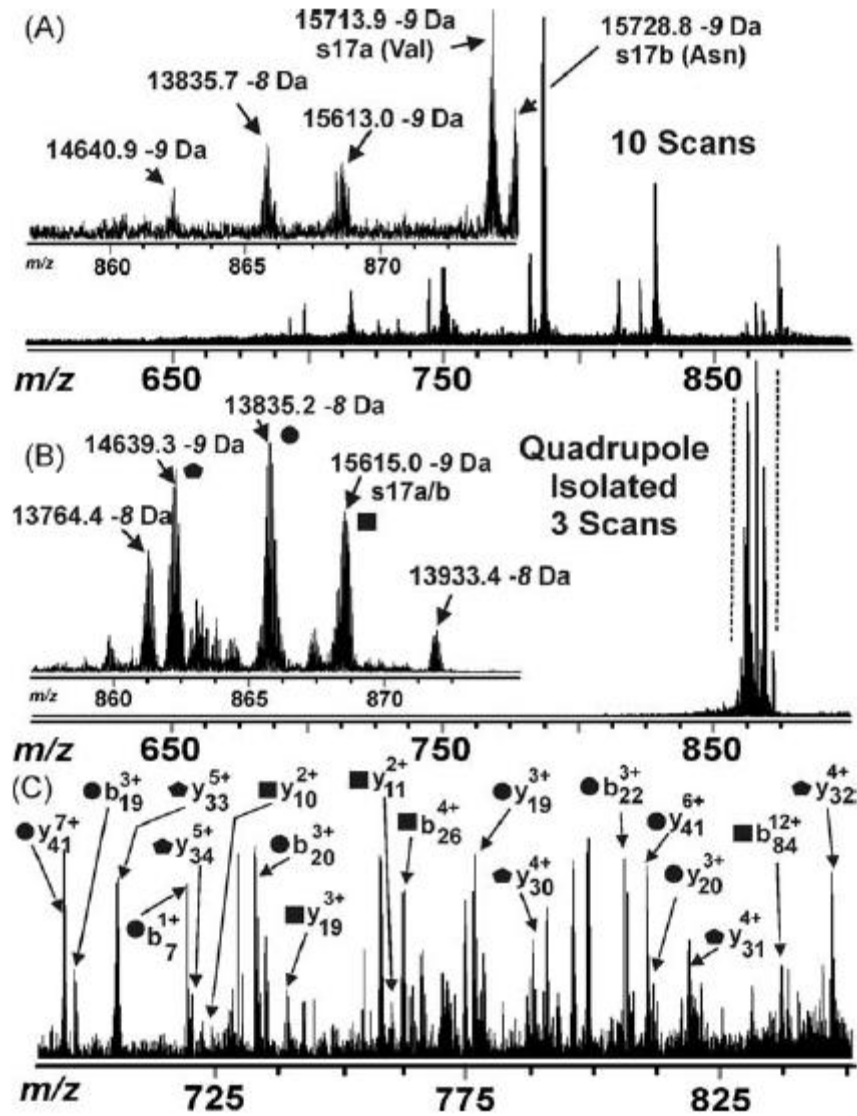 (A)
15713.9 -9 Da
s17a (Val)
15728.8 -9 Da
s17b (Asn)
13835.7 -8 Da
15613.0 -9 Da
14640.9 -9 Da
10 Scans
m/z 860 865 870
m/z 650 750 850
(B)
13835.2 -8 Da
14639.3 -9 Da
15615.0 -9 Da
s17a/b
13764.4 -8 Da
13933.4 -8 Da
Quadrupole
Isolated
3 Scans
m/z 860 865 870
650 750 850
(C)
y41 7+
b19 3+
y33 5+
y34 5+
b7 1+
y10 2+
b20 3+
y19 3+
y11 2+
b26 4+
y19 3+
y30 4+
b22 3+
y41 6+
y20 3+
y31 4+
b84 12+
y32 4+
m/z 725 775 825